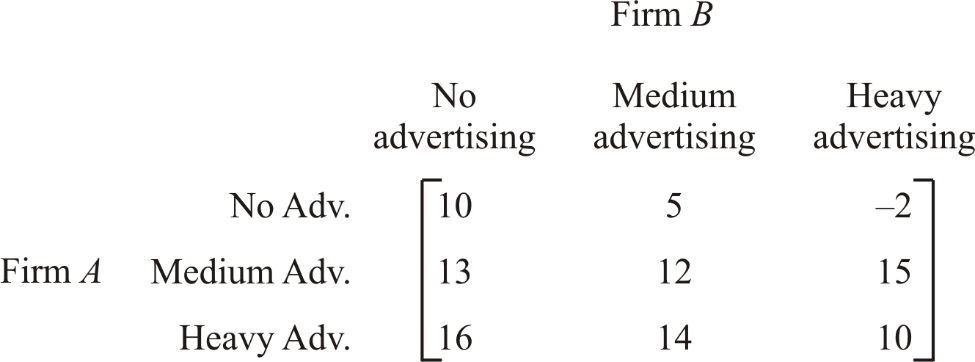 Firm B
No Medium Heavy
advertising advertising advertising
No Adv. 10 5 –2
Firm A Medium Adv. 13 12 15
Heavy Adv. 16 14 10